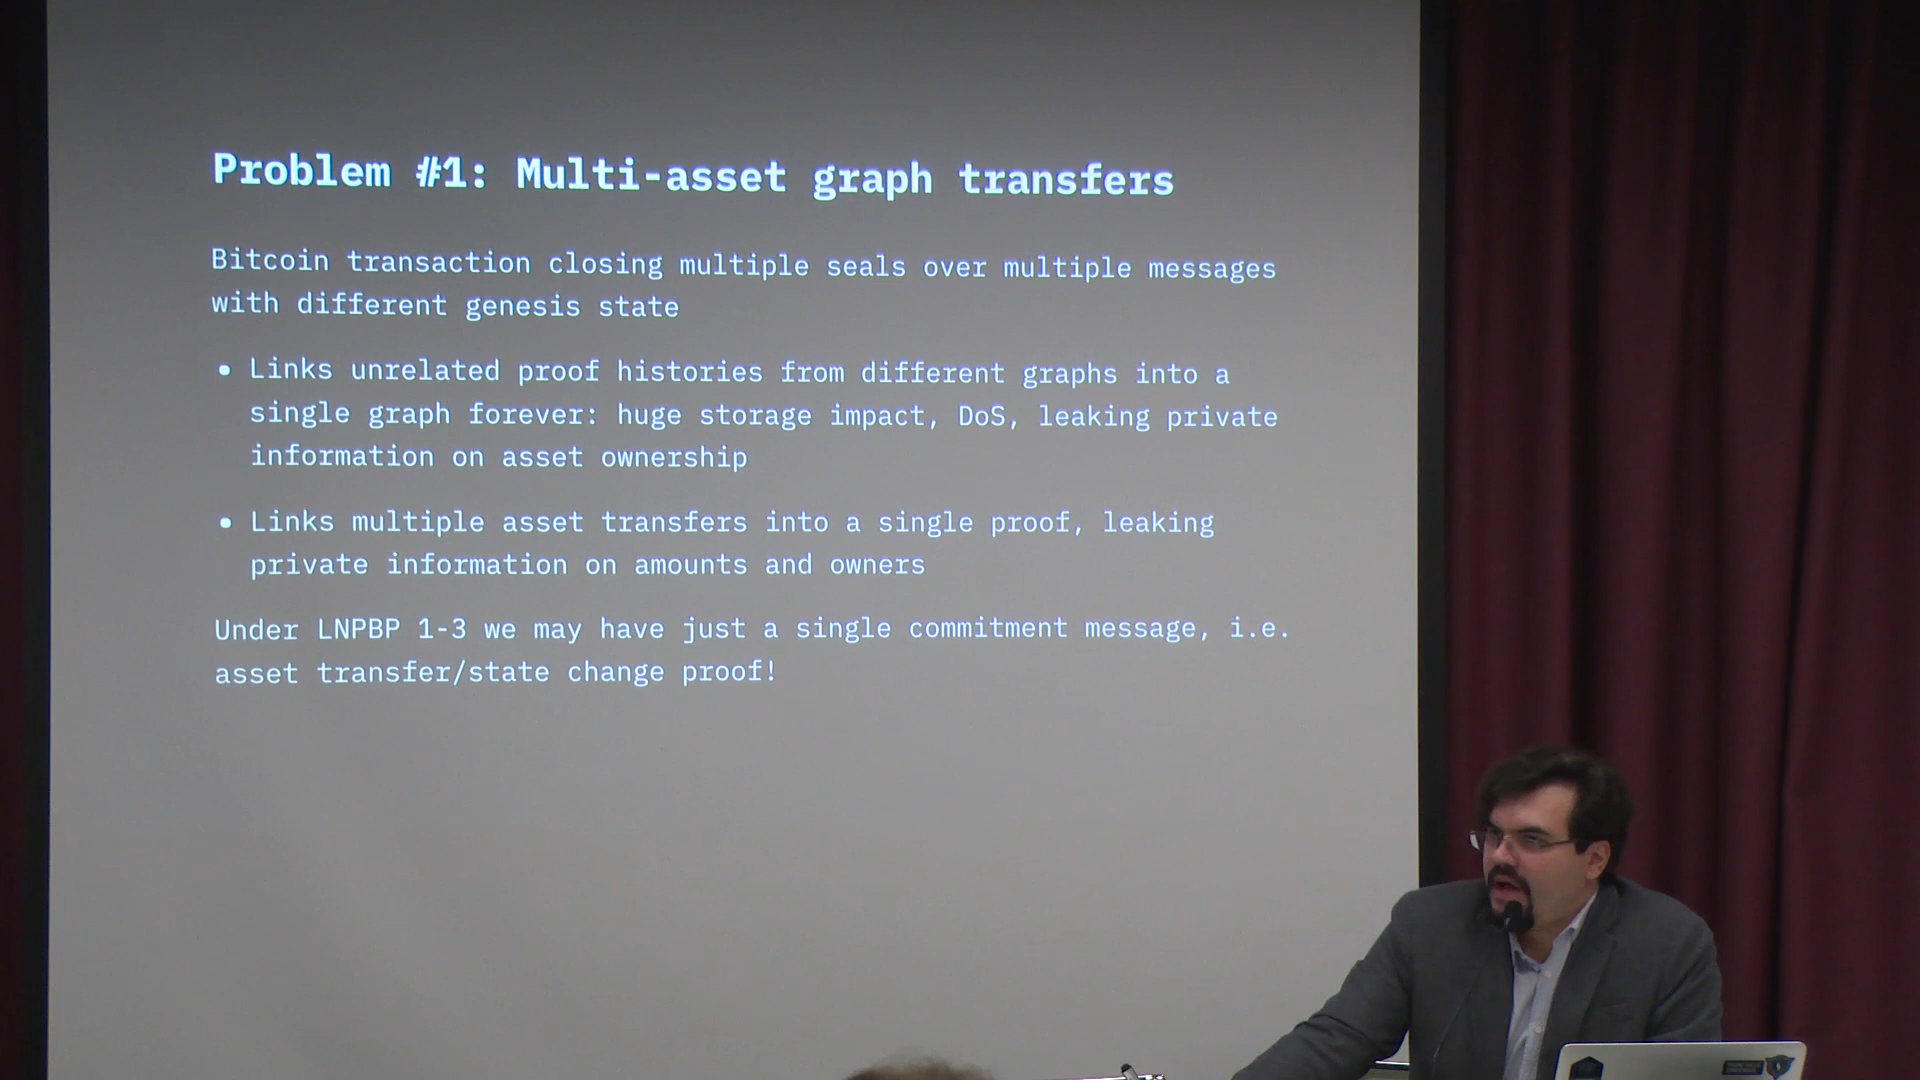 Problem #1: Multi-asset graph transfers
Bitcoin transaction closing multiple seals over multiple messages
with different genesis state
• Links unrelated proof histories from different graphs into a
single graph forever: huge storage impact, DoS, leaking private
information on asset ownership
• Links multiple asset transfers into a single proof, leaking
private information on amounts and owners
Under LNPBP 1-3 we may have just a single commitment message, i.e.
asset transfer/state change proof!